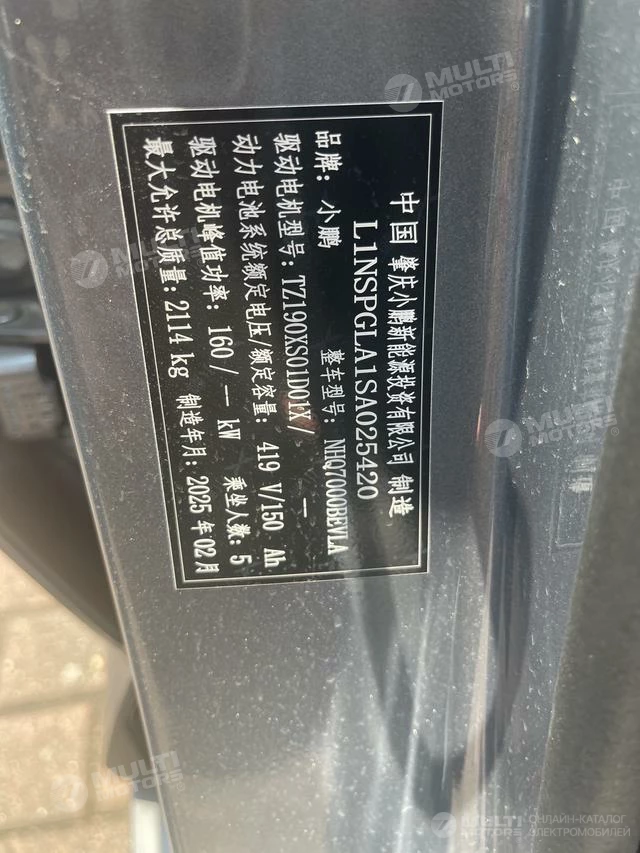 中国 肇庆小鹏新能源投资有限公司 制造
L1NSPGLA1SA025420
品牌：小鹏 整车型号：NHQ7000BEVLA
驱动电机型号：TZ190XS01D01X/ —
动力电池系统额定电压/额定容量：419 V/150 Ah
驱动电机峰值功率：160/— kW 乘坐人数：5
最大允许总质量：2114 kg 制造年月：2025 年 02月
MULTI MOTORS
MULTI MOTORS
MULTI MOTORS
MULTI MOTORS
MULTI MOTORS
ОНЛАЙН-КАТАЛОГ
ЭЛЕКТРОМОБИЛЕЙ